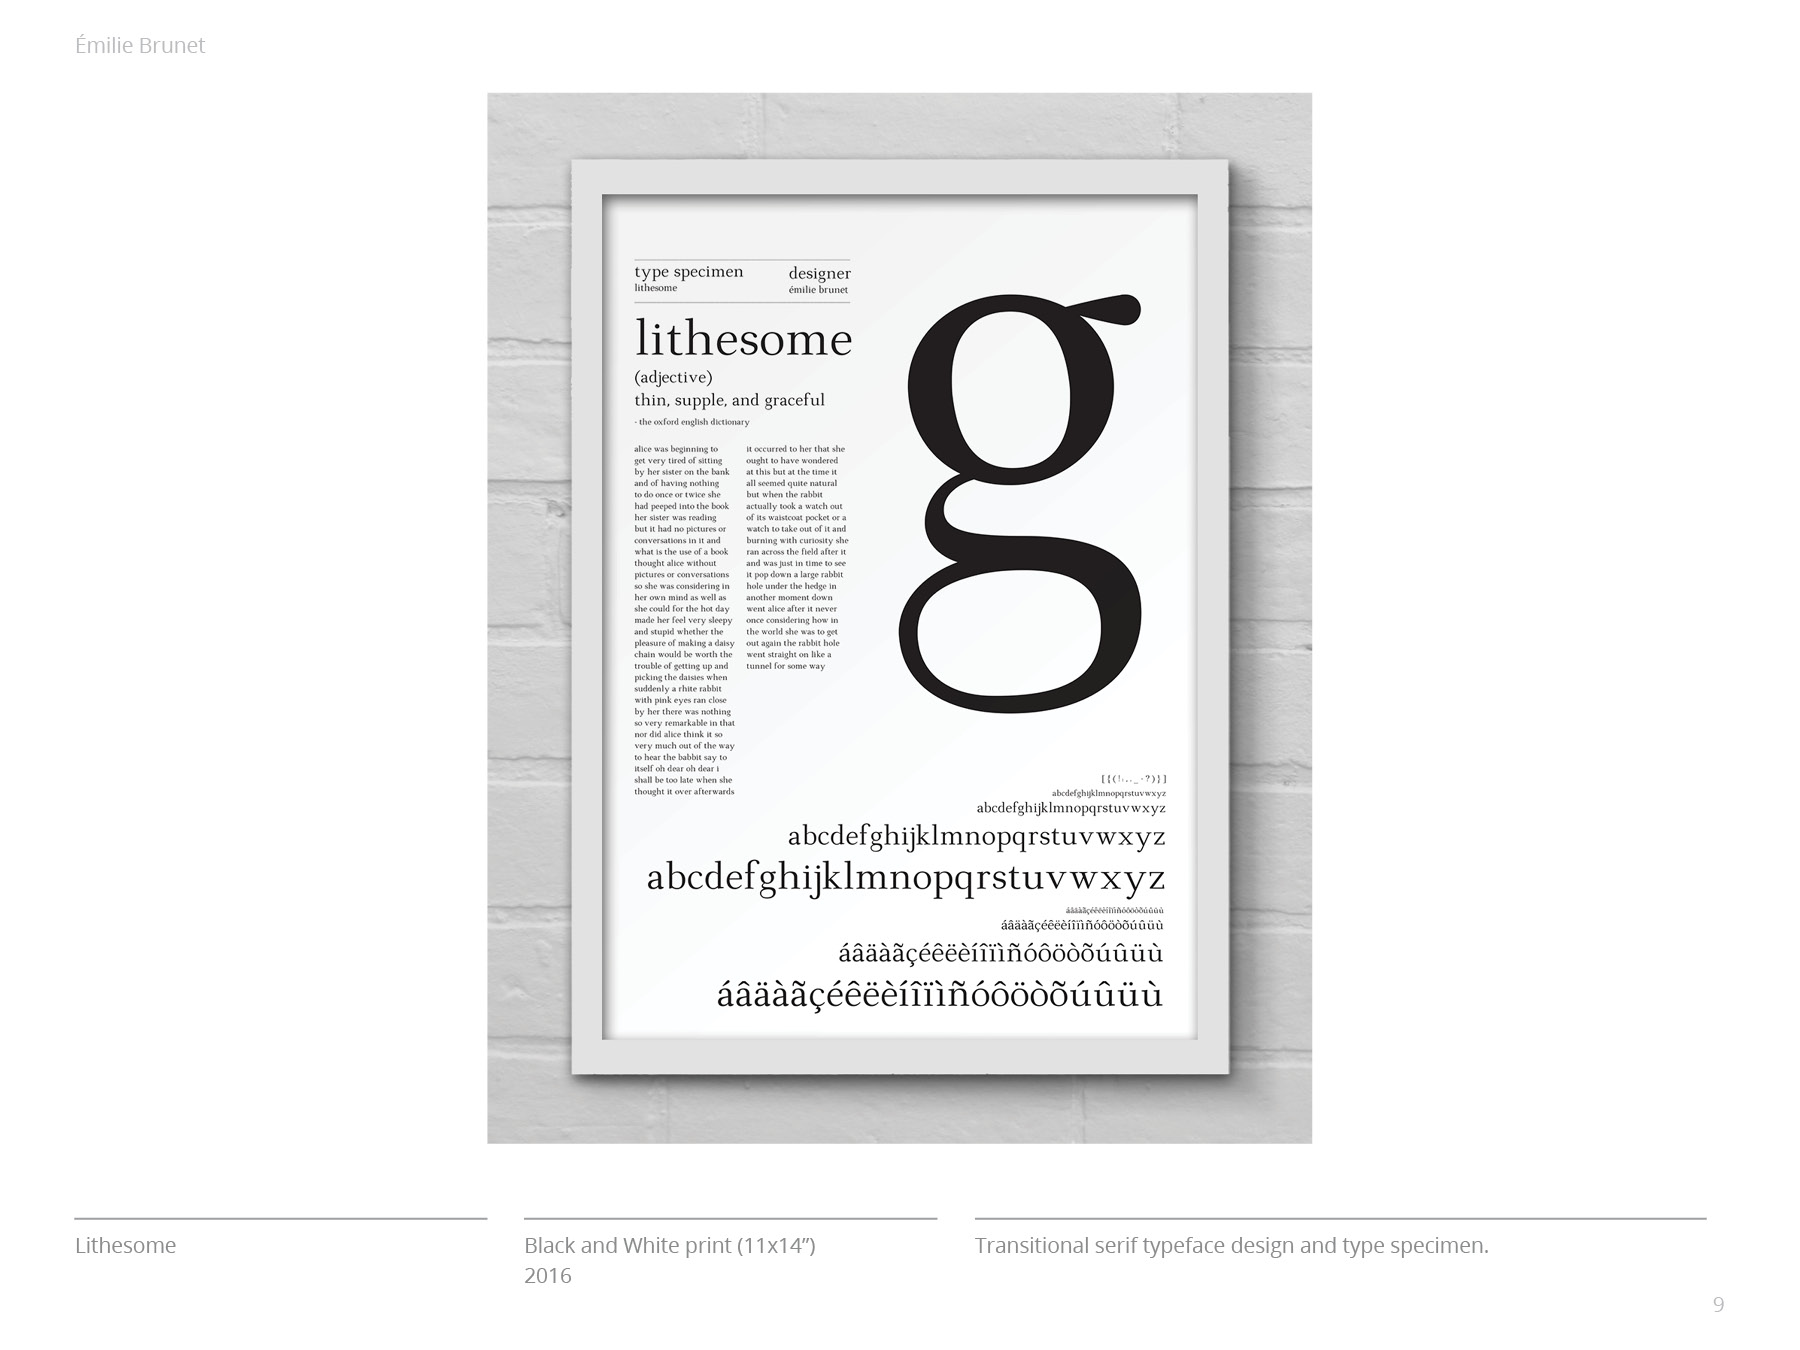 Émilie Brunet
type specimen
lithesome
designer
émilie brunet
lithesome
(adjective)
thin, supple, and graceful
- the oxford english dictionary
alice was beginning to
get very tired of sitting
by her sister on the bank
and of having nothing
to do once or twice she
had peeped into the book
her sister was reading
but it had no pictures or
conversations in it and
what is the use of a book
thought alice without
pictures or conversations
so she was considering in
her own mind as well as
she could for the hot day
made her feel very sleepy
and stupid whether the
pleasure of making a daisy
chain would be worth the
trouble of getting up and
picking the daisies when
suddenly a rhite rabbit
with pink eyes ran close
by her there was nothing
so very remarkable in that
nor did alice think it so
very much out of the way
to hear the babbit say to
itself oh dear oh dear i
shall be too late when she
thought it over afterwards
it occurred to her that she
ought to have wondered
at this but at the time it
all seemed quite natural
but when the rabbit
actually took a watch out
of its waistcoat pocket or a
watch to take out of it and
burning with curiosity she
ran across the field after it
and was just in time to see
it pop down a large rabbit
hole under the hedge in
another moment down
went alice after it never
once considering how in
the world she was to get
out again the rabbit hole
went straight on like a
tunnel for some way
g
abcdefghijklmnopqrstuvwxyz
abcdefghijklmnopqrstuvwxyz
abcdefghijklmnopqrstuvwxyz
abcdefghijklmnopqrstuvwxyz
áâäàãçéêëèíîïìñóôöòõúûüù
áâäàãçéêëèíîïìñóôöòõúûüù
áâäàãçéêëèíîïìñóôöòõúûüù
áâäàãçéêëèíîïìñóôöòõúûüù
Lithesome
Black and White print (11x14”)
2016
Transitional serif typeface design and type specimen.
9